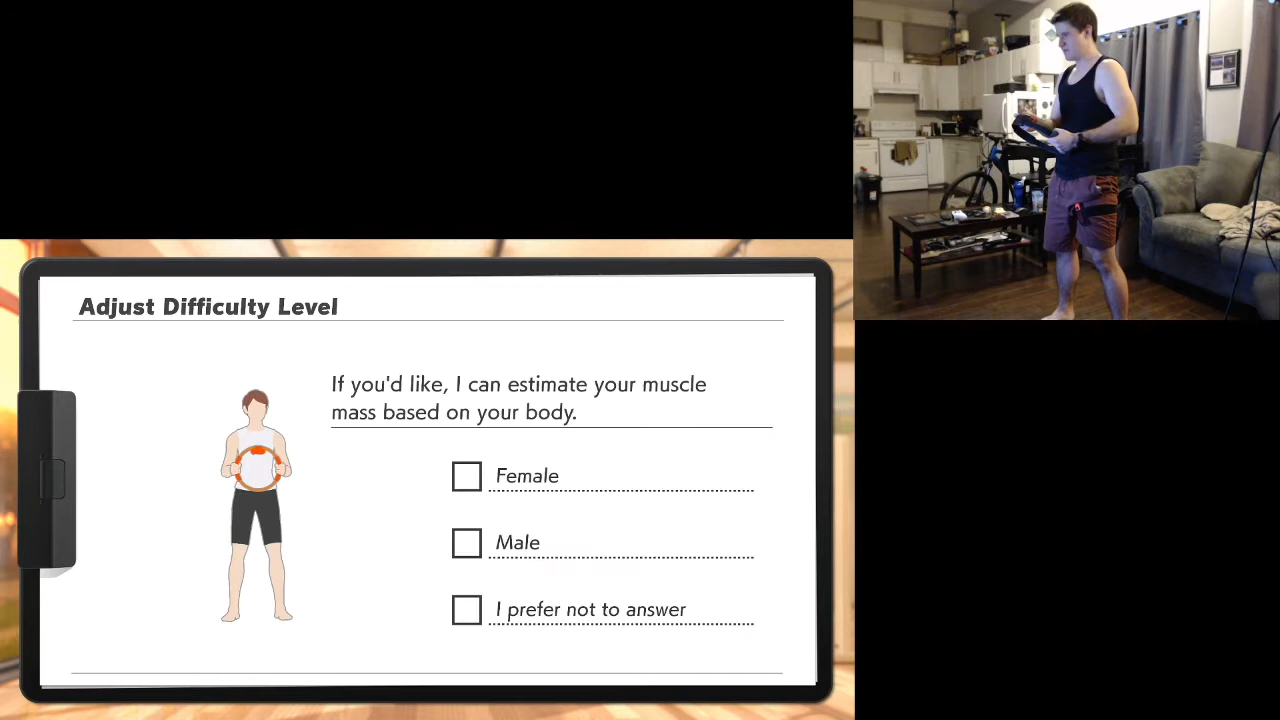 Adjust Difficulty Level
If you'd like, I can estimate your muscle
mass based on your body.
Female
Male
I prefer not to answer